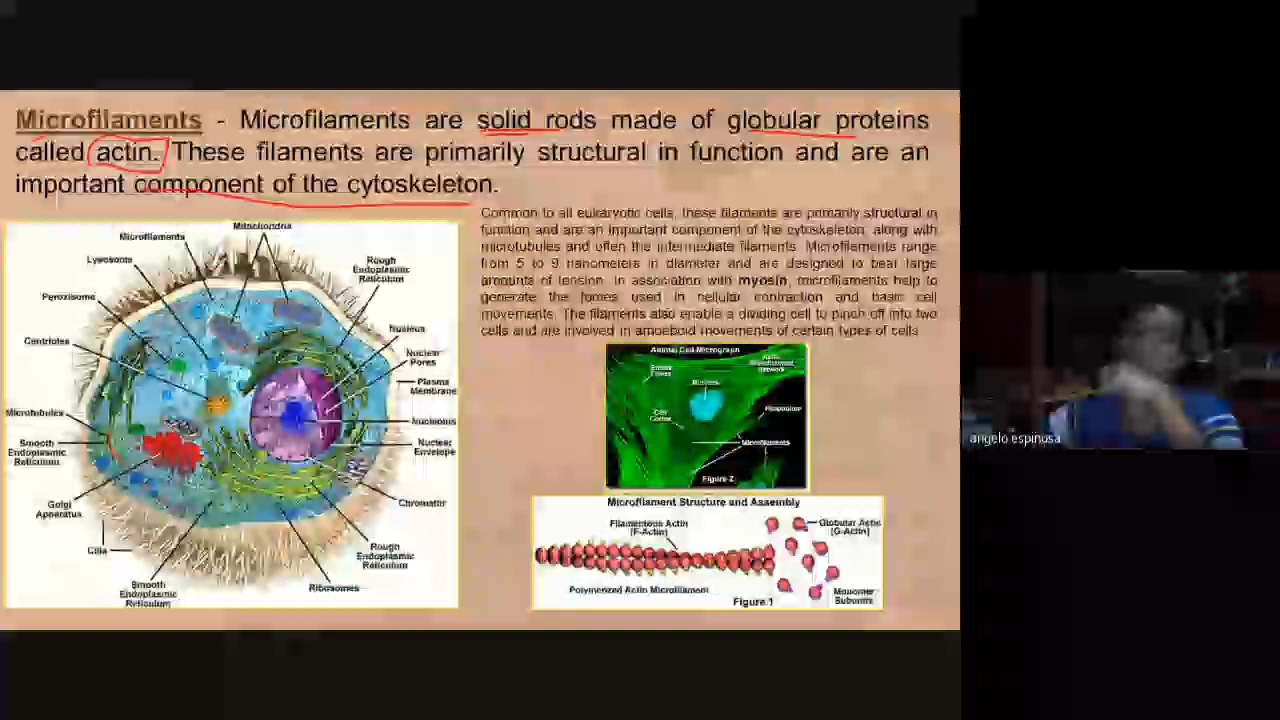 Microfilaments - Microfilaments are solid rods made of globular proteins
called actin. These filaments are primarily structural in function and are an
important component of the cytoskeleton.
Common to all eukaryotic cells, these filaments are primarily structural in
function and are an important component of the cytoskeleton, along with
microtubules and often the intermediate filaments. Microfilaments range
from 5 to 9 nanometers in diameter and are designed to bear large
amounts of tension. In association with myosin, microfilaments help to
generate the forces used in cellular contraction and basic cell
movements. The filaments also enable a dividing cell to pinch off into two
cells and are involved in amoeboid movements of certain types of cells.
Mitochondria
Microfilaments
Lysosome
Rough
Endoplasmic
Reticulum
Peroxisome
Nucleus
Centrioles
Nuclear
Pores
Plasma
Membrane
Microtubules
Nucleolus
Smooth
Endoplasmic
Reticulum
Nuclear
Envelope
Golgi
Apparatus
Chromatin
Cilia
Rough
Endoplasmic
Reticulum
Smooth
Endoplasmic
Reticulum
Ribosomes
Animal Cell Micrograph
Actin
Microfilament
Network
Nucleus
Cell
Cortex
Filopodium
Microfilaments
Figure 2
Microfilament Structure and Assembly
Filamentous Actin
(F-Actin)
Globular Actin
(G-Actin)
Polymerized Actin Microfilament
Monomer
Subunits
Figure 1
angelo espinosa